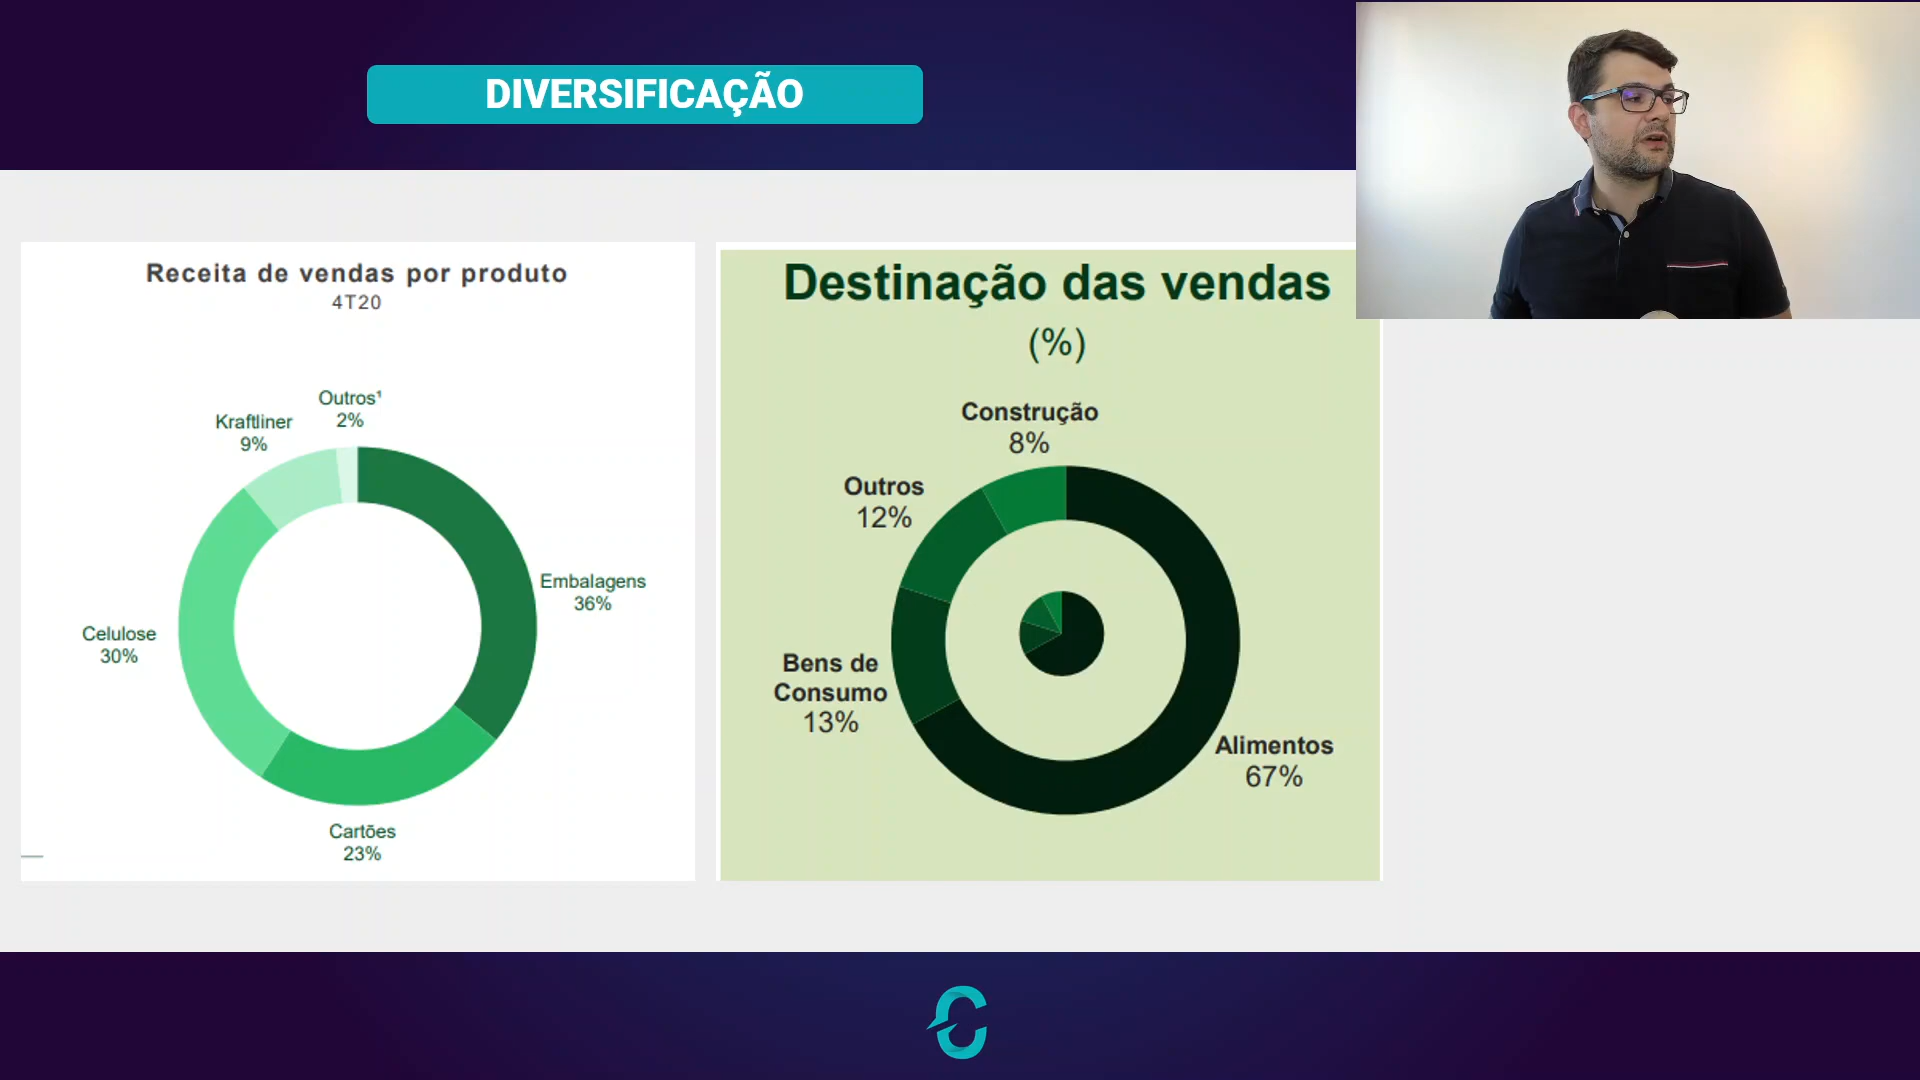 DIVERSIFICAÇÃO
Receita de vendas por produto
4T20
Outros¹
2%
Kraftliner
9%
Embalagens
36%
Celulose
30%
Cartões
23%
Destinação das vendas
(%)
Construção
8%
Outros
12%
Bens de
Consumo
13%
Alimentos
67%